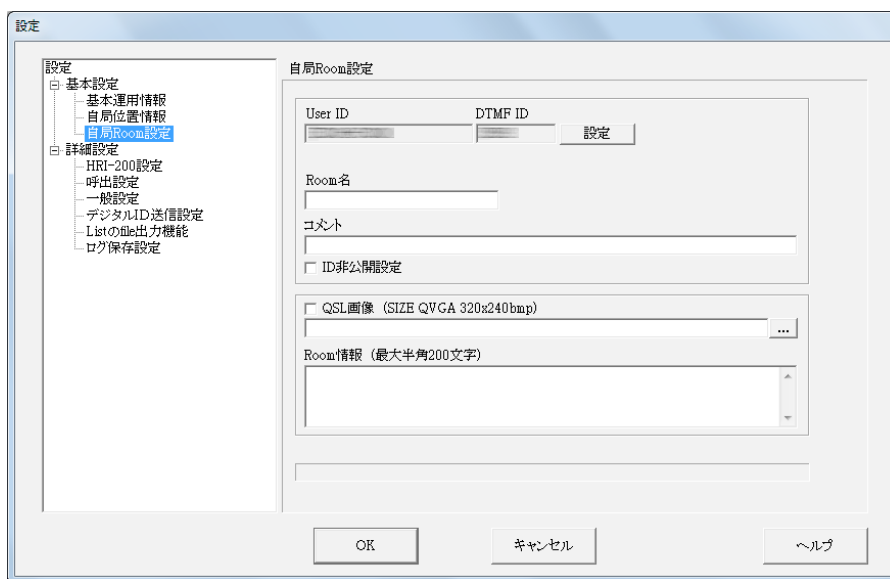 設定
設定
基本設定
基本運用情報
自局位置情報
自局Room設定
詳細設定
HRI-200設定
呼出設定
一般設定
デジタルID送信設定
Listのfile出力機能
ログ保存設定
自局Room設定
User ID DTMF ID
設定
Room名
コメント
ID非公開設定
QSL画像 (SIZE QVGA 320x240bmp)
...
Room情報 (最大半角200文字)
OK キャンセル ヘルプ